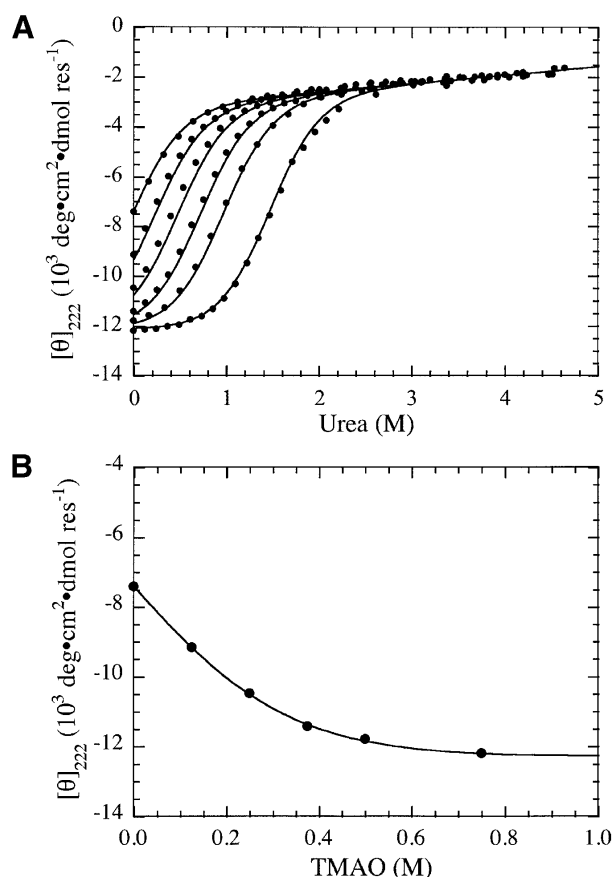 A
0
-2
-4
-6
-8
-10
-12
-14
[θ]222 (10³ deg•cm²•dmol res⁻¹)
0 1 2 3 4 5
Urea (M)
B
-4
-6
-8
-10
-12
-14
[θ]222 (10³ deg•cm²•dmol res⁻¹)
0.0 0.2 0.4 0.6 0.8 1.0
TMAO (M)